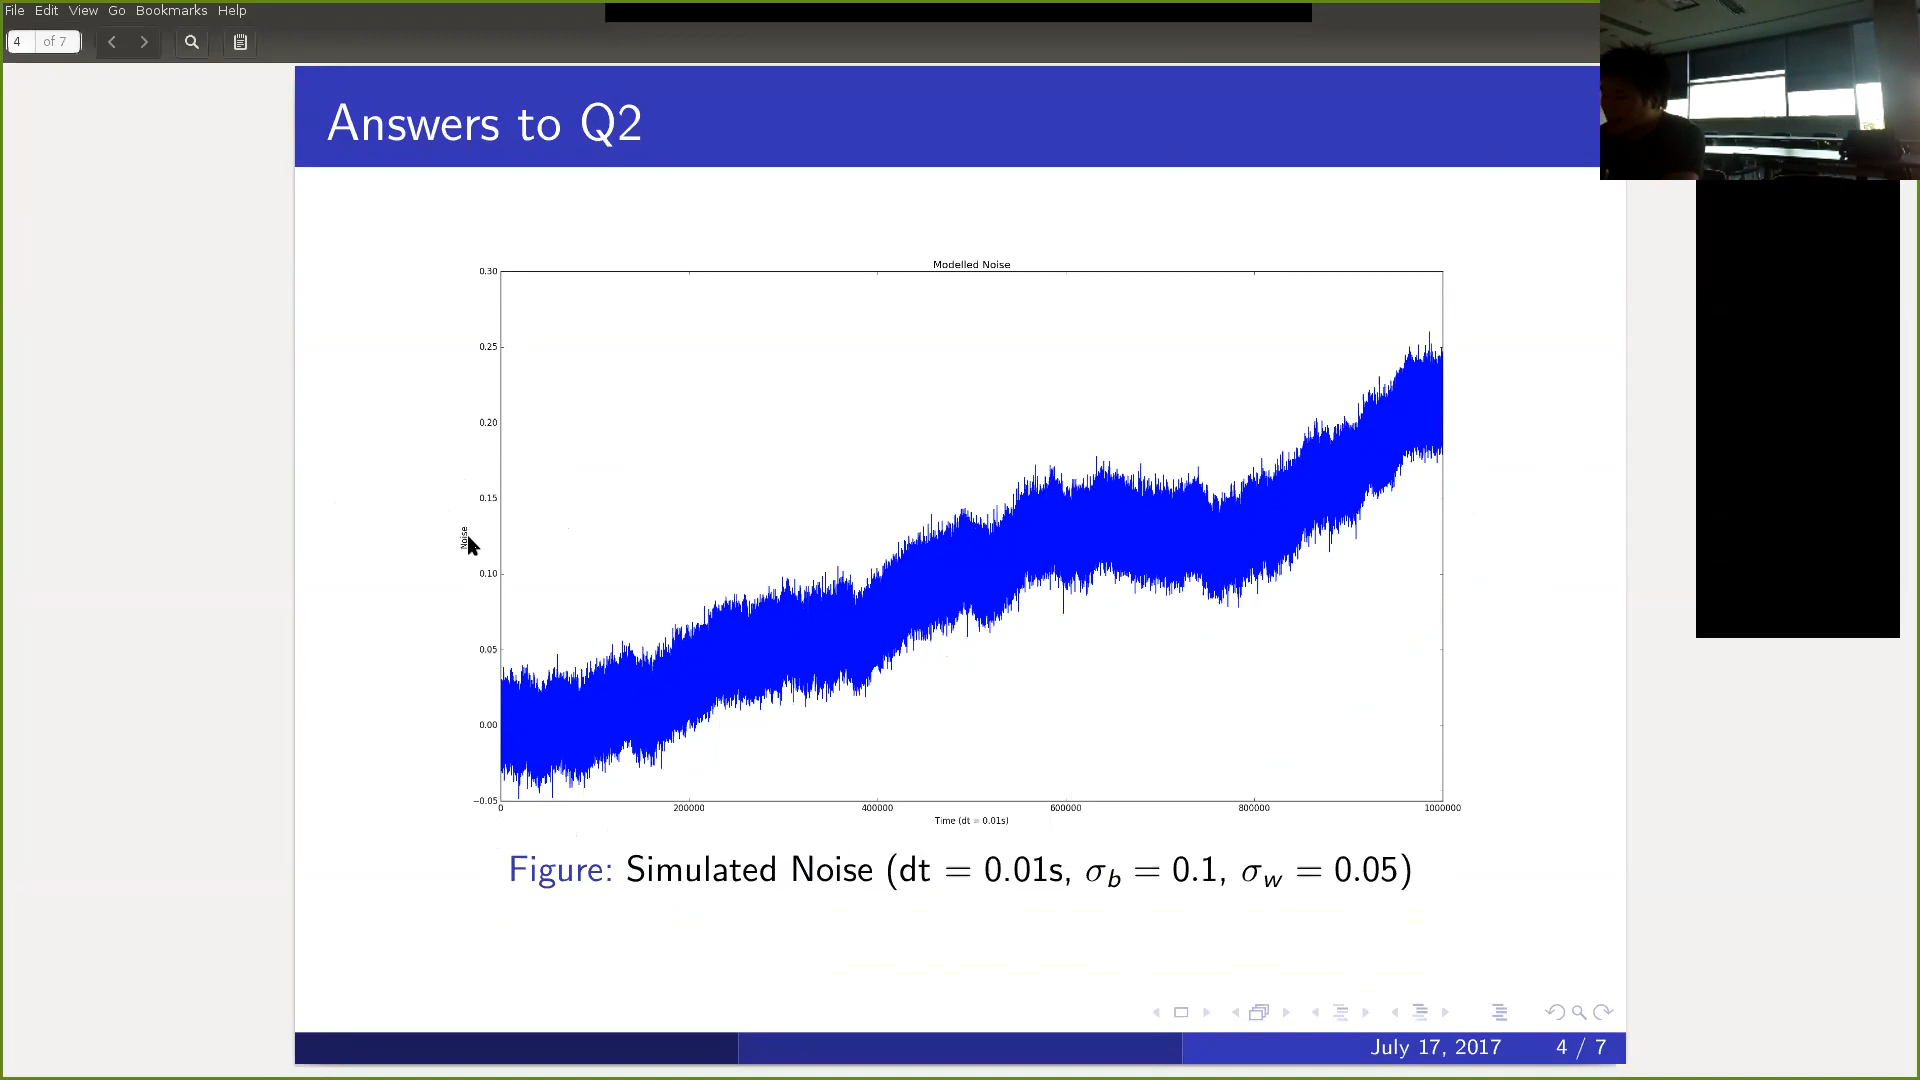 File Edit View Go Bookmarks Help
4 of 7
Answers to Q2
Modelled Noise
0.30
0.25
0.20
0.15
0.10
0.05
0.00
−0.05
Noise
0 200000 400000 600000 800000 1000000
Time (dt = 0.01s)
Figure: Simulated Noise (dt = 0.01s, σb = 0.1, σw = 0.05)
July 17, 2017 4 / 7